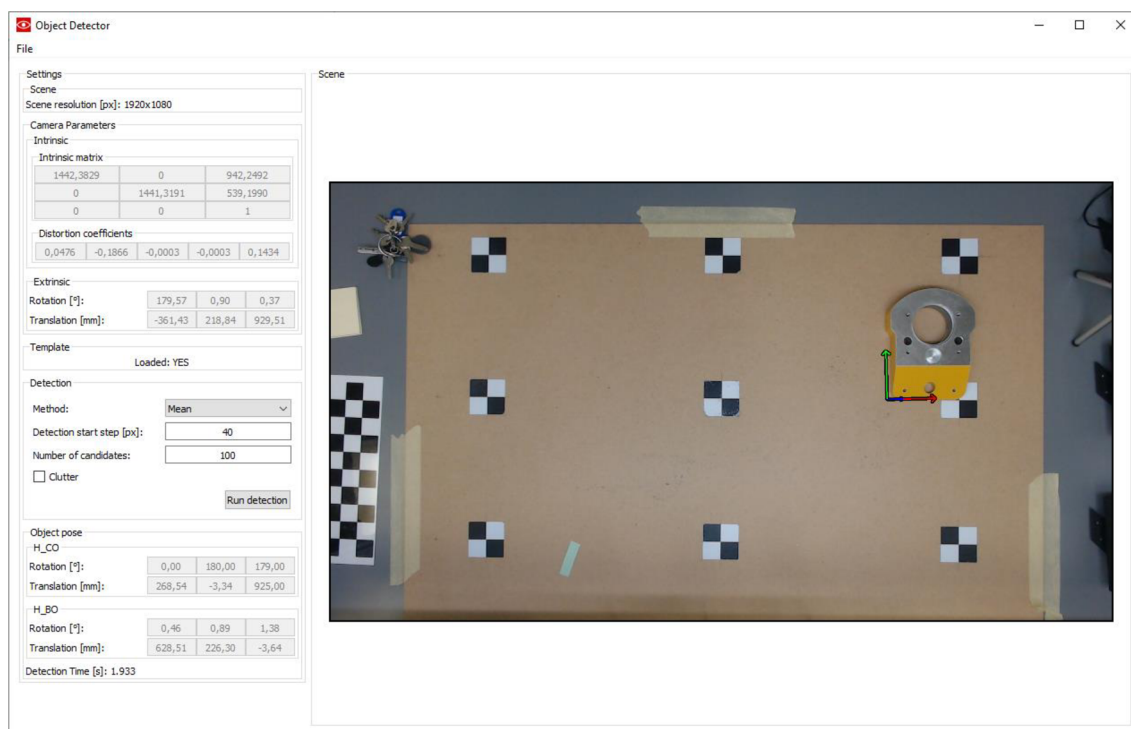 Object Detector
File
Settings
Scene
Scene resolution [px]: 1920x1080
Camera Parameters
Intrinsic
Intrinsic matrix
1442,3829 0 942,2492
0 1441,3191 539,1990
0 0 1
Distortion coefficients
0,0476 -0,1866 -0,0003 -0,0003 0,1434
Extrinsic
Rotation [º]: 179,57 0,90 0,37
Translation [mm]: -361,43 218,84 929,51
Template
Loaded: YES
Detection
Method: Mean
Detection start step [px]: 40
Number of candidates: 100
Clutter
Run detection
Object pose
H_CO
Rotation [º]: 0,00 180,00 179,00
Translation [mm]: 268,54 -3,34 925,00
H_BO
Rotation [º]: 0,46 0,89 1,38
Translation [mm]: 628,51 226,30 -3,64
Detection Time [s]: 1.933
Scene